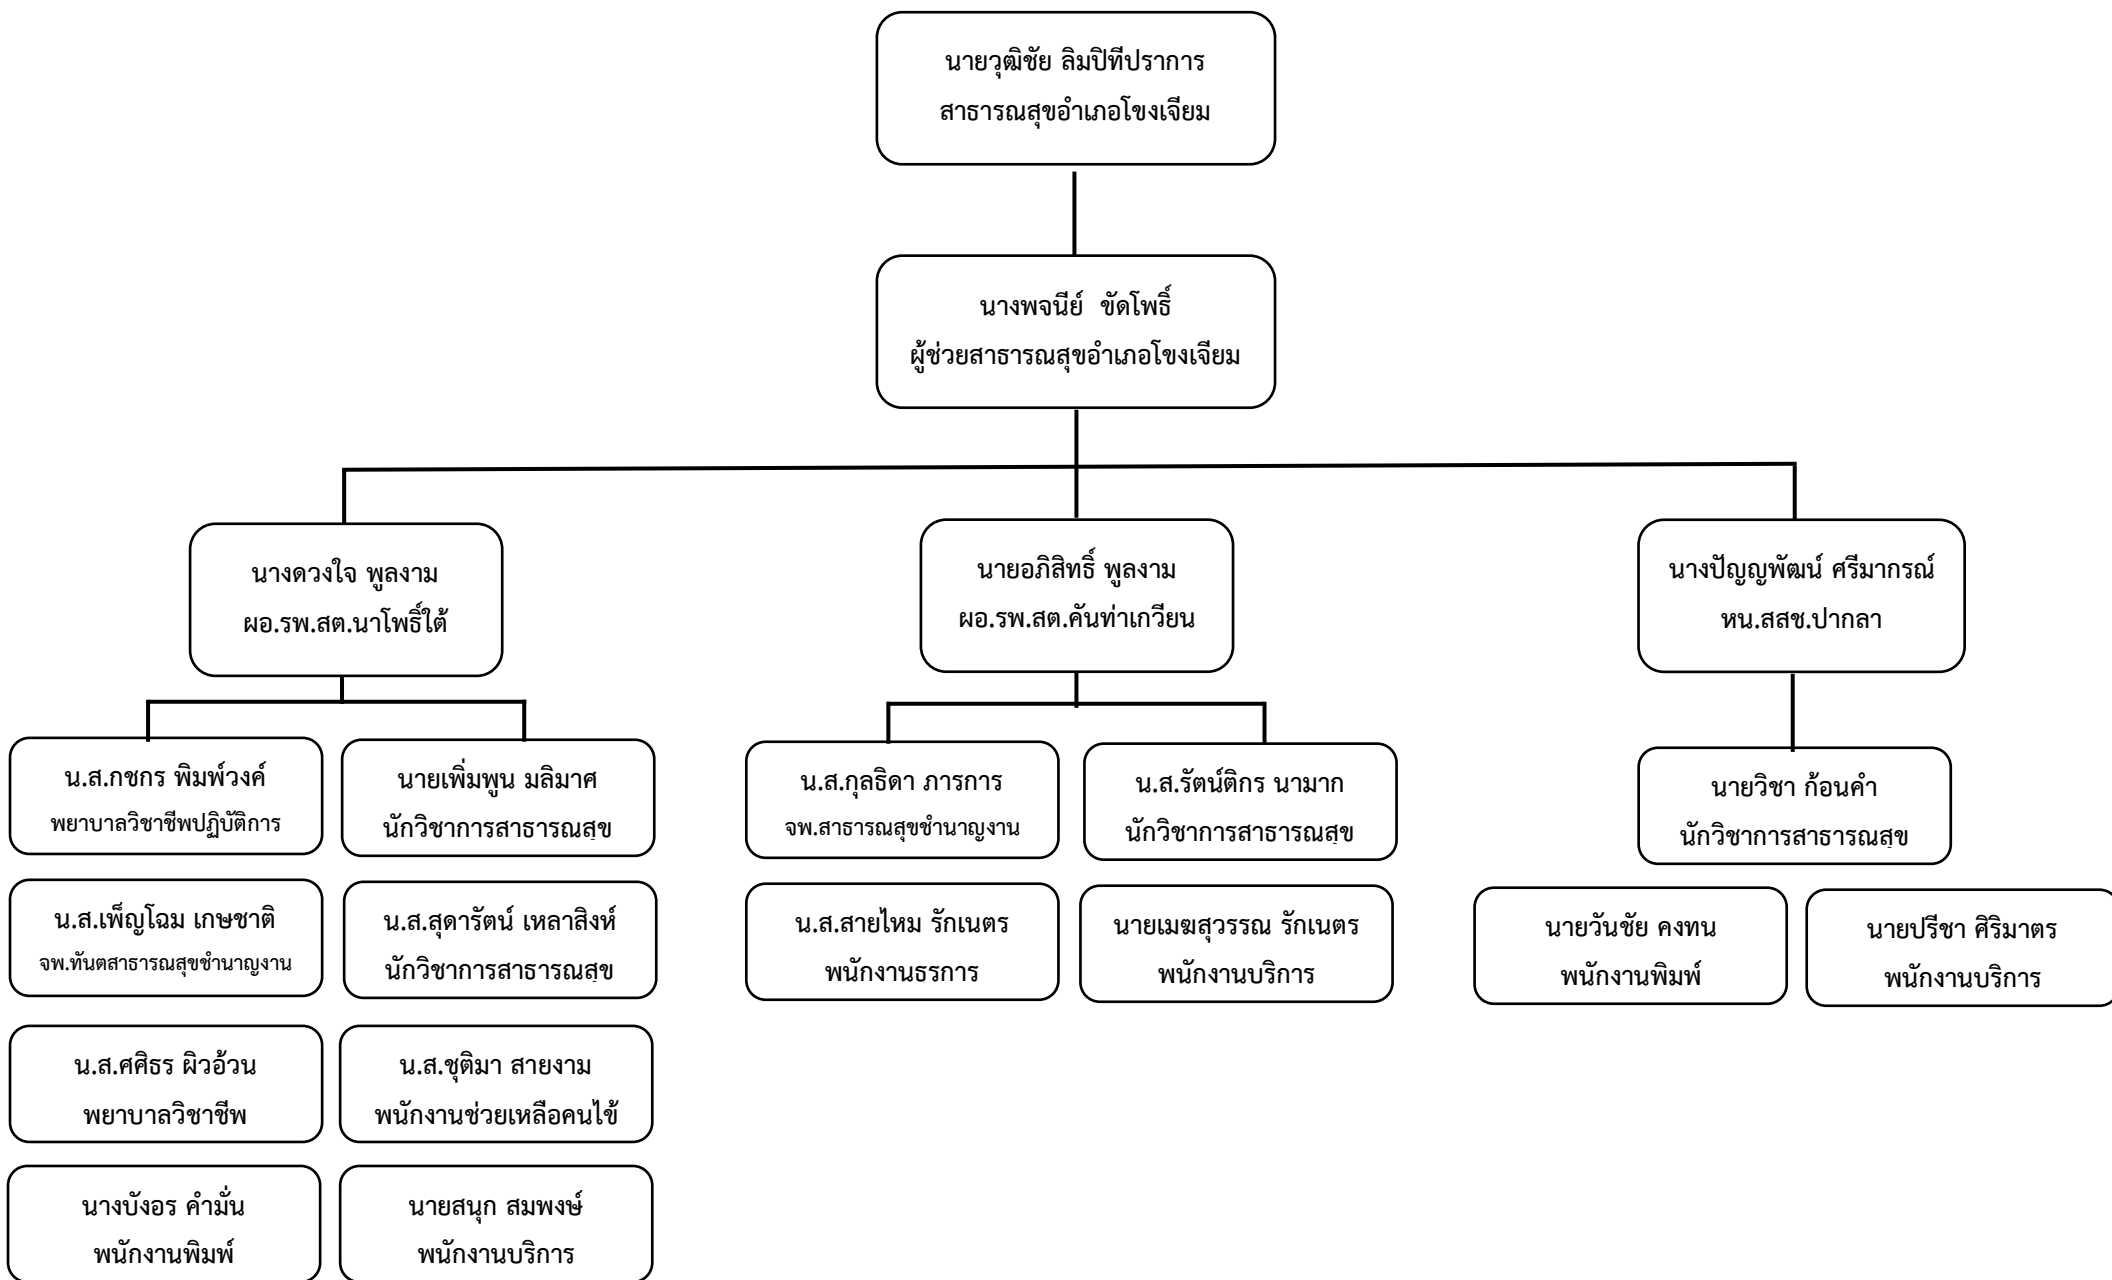 นายวุฒิชัย ลิมปิทีปราการ
สาธารณสุขอำเภอโขงเจียม
นางพจนีย์  ขัดโพธิ์
ผู้ช่วยสาธารณสุขอำเภอโขงเจียม
นางดวงใจ พูลงาม
ผอ.รพ.สต.นาโพธิ์ใต้
นายอภิสิทธิ์ พูลงาม
ผอ.รพ.สต.คันท่าเกวียน
นางปัญญพัฒน์ ศรีมากรณ์
หน.สสช.ปากลา
น.ส.กชกร พิมพ์วงค์
พยาบาลวิชาชีพปฏิบัติการ
นายเพิ่มพูน มลิมาศ
นักวิชาการสาธารณสุข
น.ส.กุลธิดา ภารการ
จพ.สาธารณสุขชำนาญงาน
น.ส.รัตน์ติกร นามาก
นักวิชาการสาธารณสุข
นายวิชา ก้อนคำ
นักวิชาการสาธารณสุข
น.ส.เพ็ญโฉม เกษชาติ
จพ.ทันตสาธารณสุขชำนาญงาน
น.ส.สุดารัตน์ เหลาสิงห์
นักวิชาการสาธารณสุข
น.ส.สายไหม รักเนตร
พนักงานธรการ
นายเมฆสุวรรณ รักเนตร
พนักงานบริการ
นายวันชัย คงทน
พนักงานพิมพ์
นายปรีชา ศิริมาตร
พนักงานบริการ
น.ส.ศศิธร ผิวอ้วน
พยาบาลวิชาชีพ
น.ส.ชุติมา สายงาม
พนักงานช่วยเหลือคนไข้
นางบังอร คำมั่น
พนักงานพิมพ์
นายสนุก สมพงษ์
พนักงานบริการ